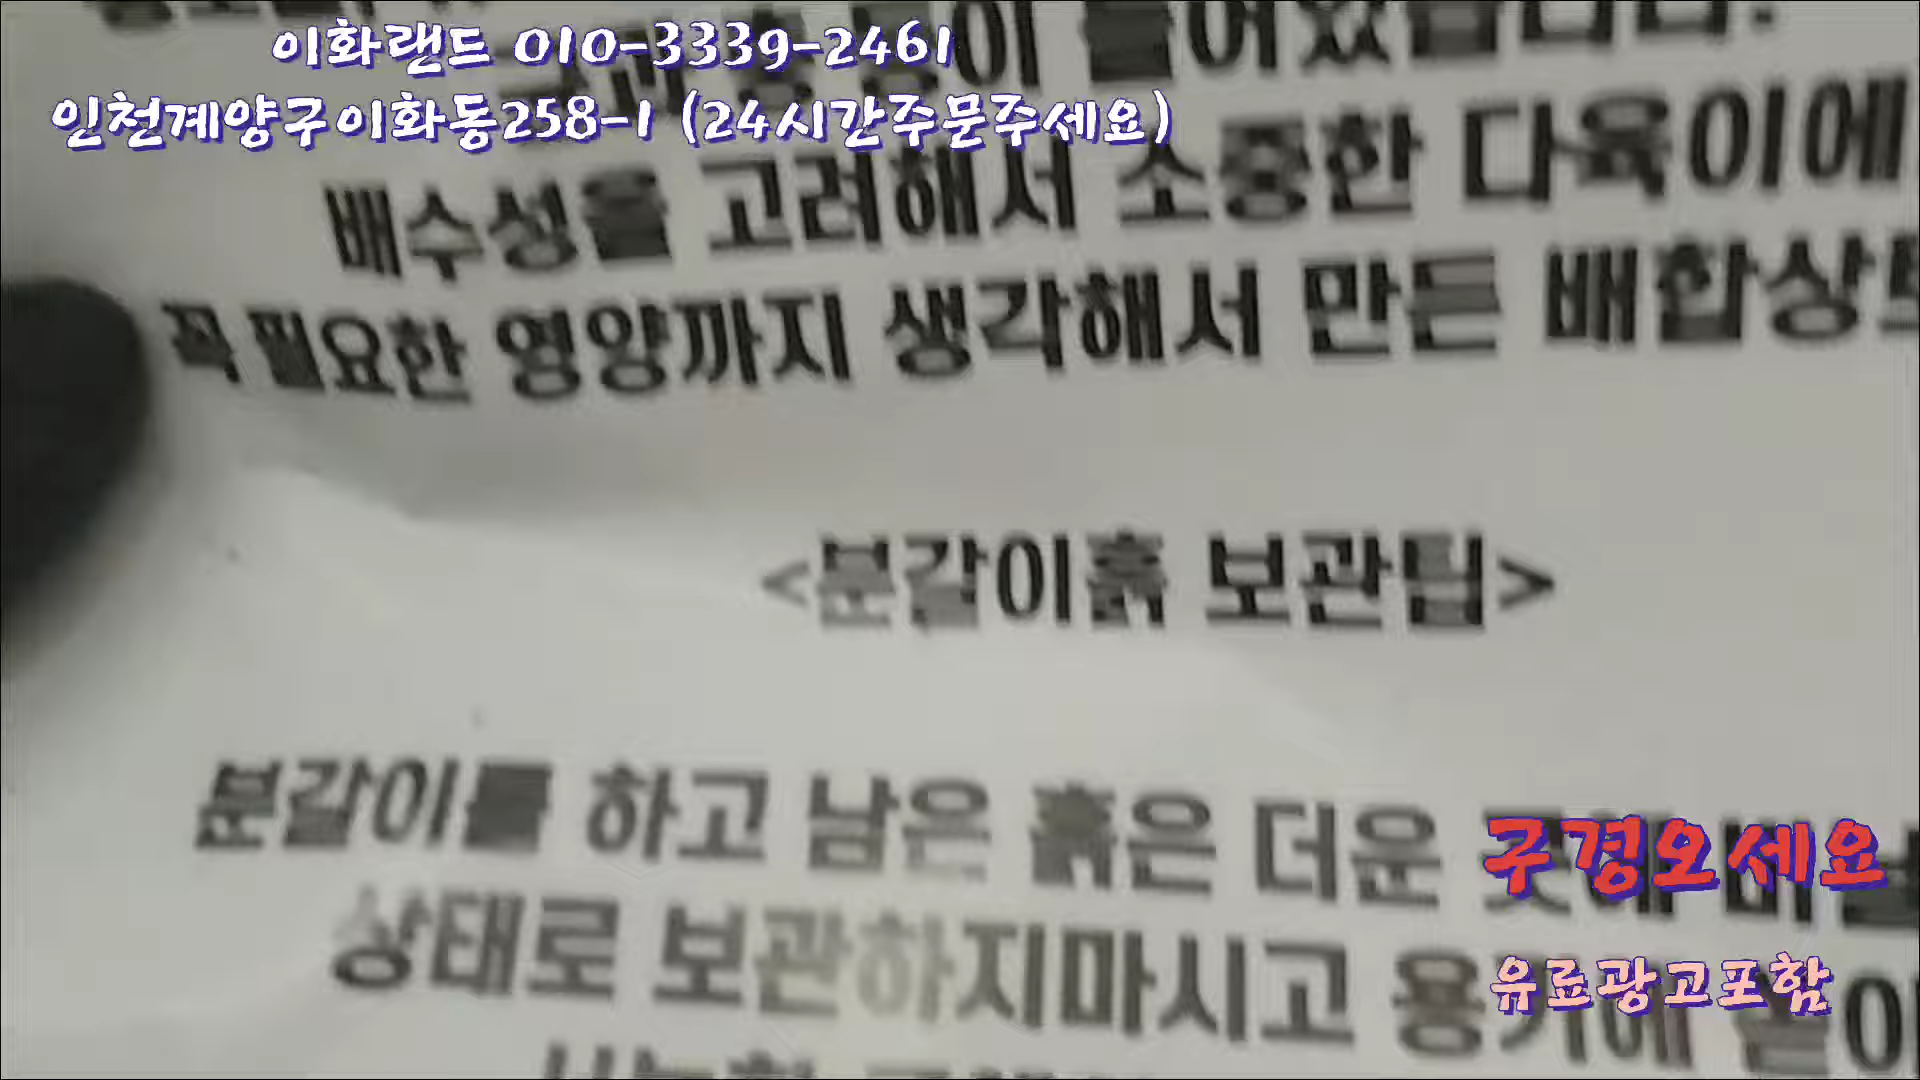 이화랜드 010-3339-2461
인천계양구이화동258-1 (24시간주문주세요)
배수성을 고려해서 소중한 다육이에
꼭 필요한 영양까지 생각해서 만든
<분갈이흙 보관팁>
분갈이를 하고 남은 흙은 더운
구경오세요
상태로 보관하지마시고
유료광고포함